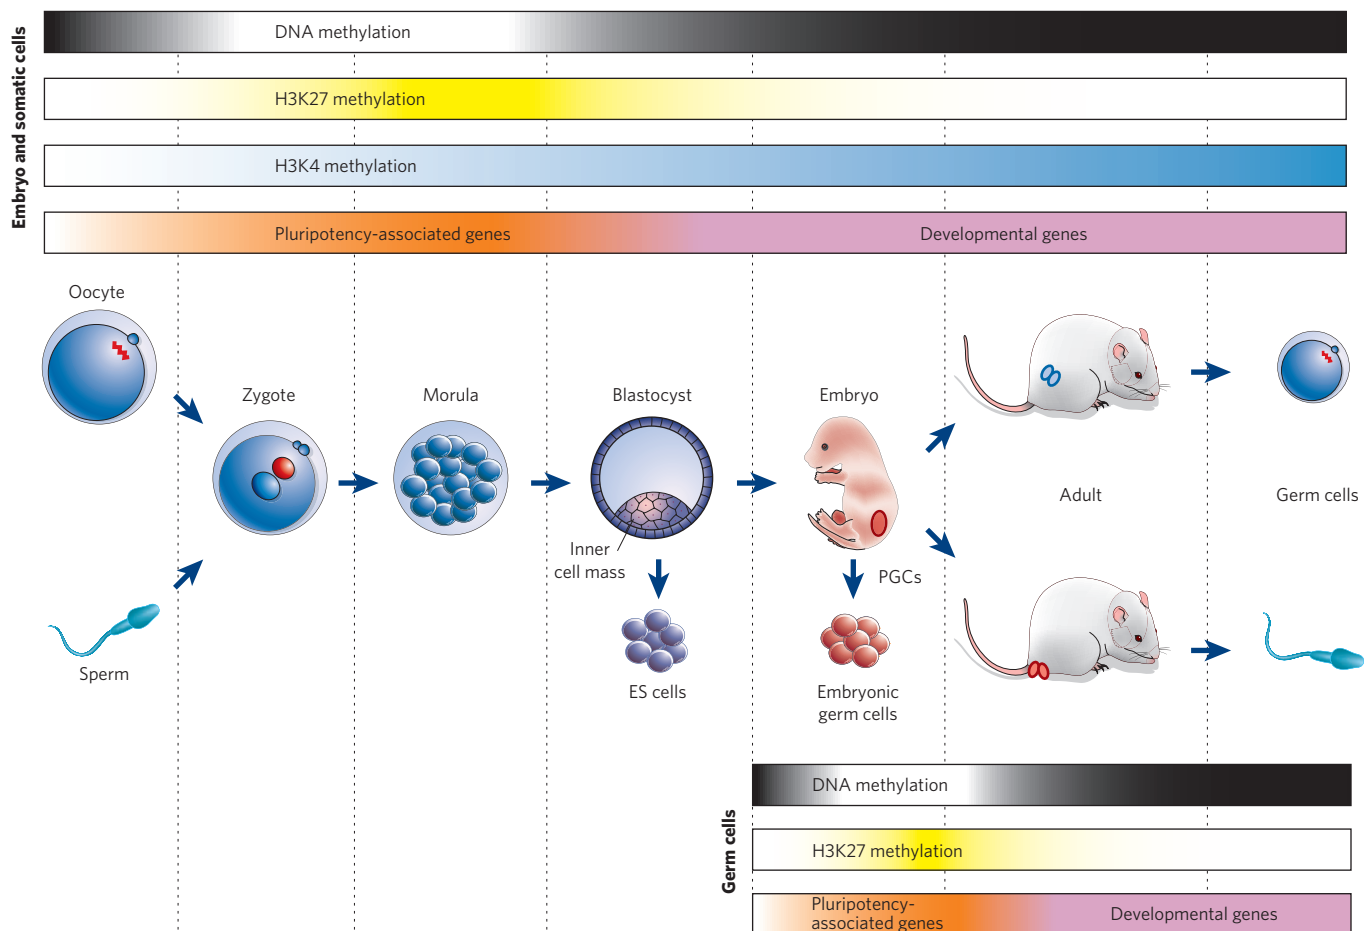 Embryo and somatic cells
DNA methylation
H3K27 methylation
H3K4 methylation
Pluripotency-associated genes
Developmental genes
Oocyte
Zygote
Morula
Blastocyst
Embryo
Adult
Germ cells
Inner
cell mass
PGCs
Sperm
ES cells
Embryonic
germ cells
Germ cells
DNA methylation
H3K27 methylation
Pluripotency-
associated genes
Developmental genes